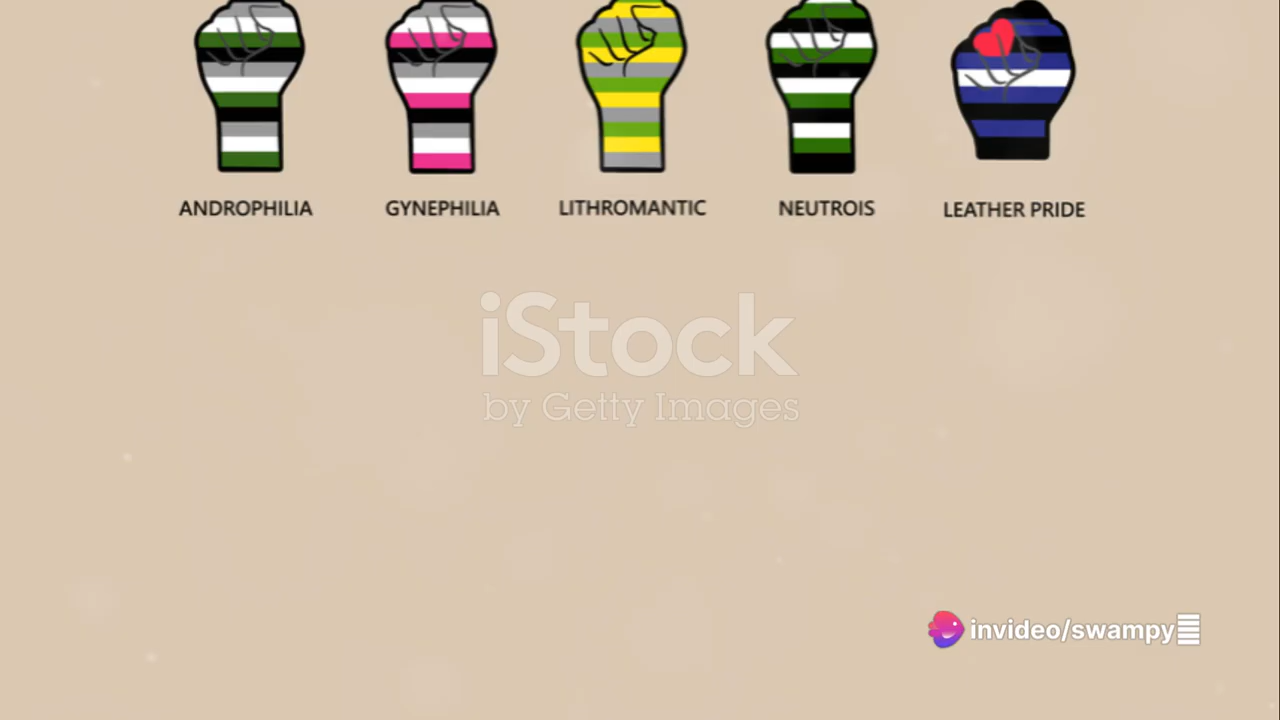 ANDROPHILIA GYNEPHILIA LITHROMANTIC NEUTROIS LEATHER PRIDE
iStock
by Getty Images
invideo/swampy